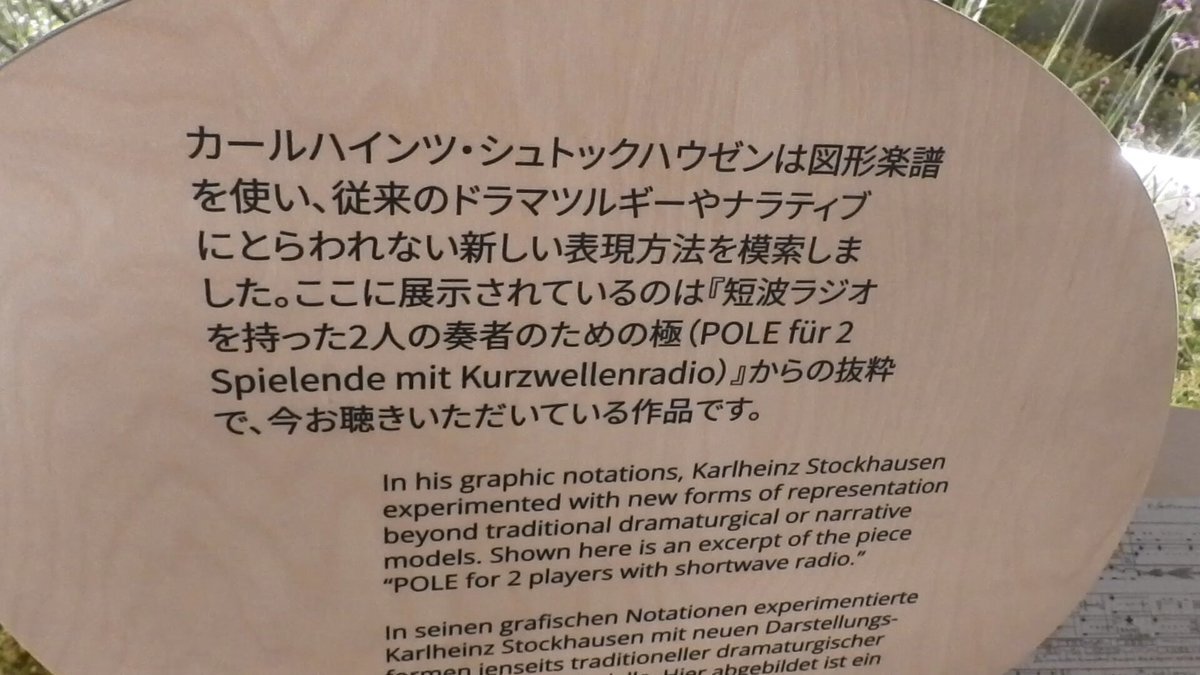 カールハインツ・シュトックハウゼンは図形楽譜
を使い、従来のドラマツルギーやナラティブ
にとらわれない新しい表現方法を模索しま
した。ここに展示されているのは『短波ラジオ
を持った2人の奏者のための極（POLE für 2
Spielende mit Kurzwellenradio）』からの抜粋
で、今お聴きいただいている作品です。
In his graphic notations, Karlheinz Stockhausen
experimented with new forms of representation
beyond traditional dramaturgical or narrative
models. Shown here is an excerpt of the piece
“POLE for 2 players with shortwave radio.”
In seinen grafischen Notationen experimentierte
Karlheinz Stockhausen mit neuen Darstellungs-
formen jenseits traditioneller dramaturgischer
Hier abgebildet ist ein